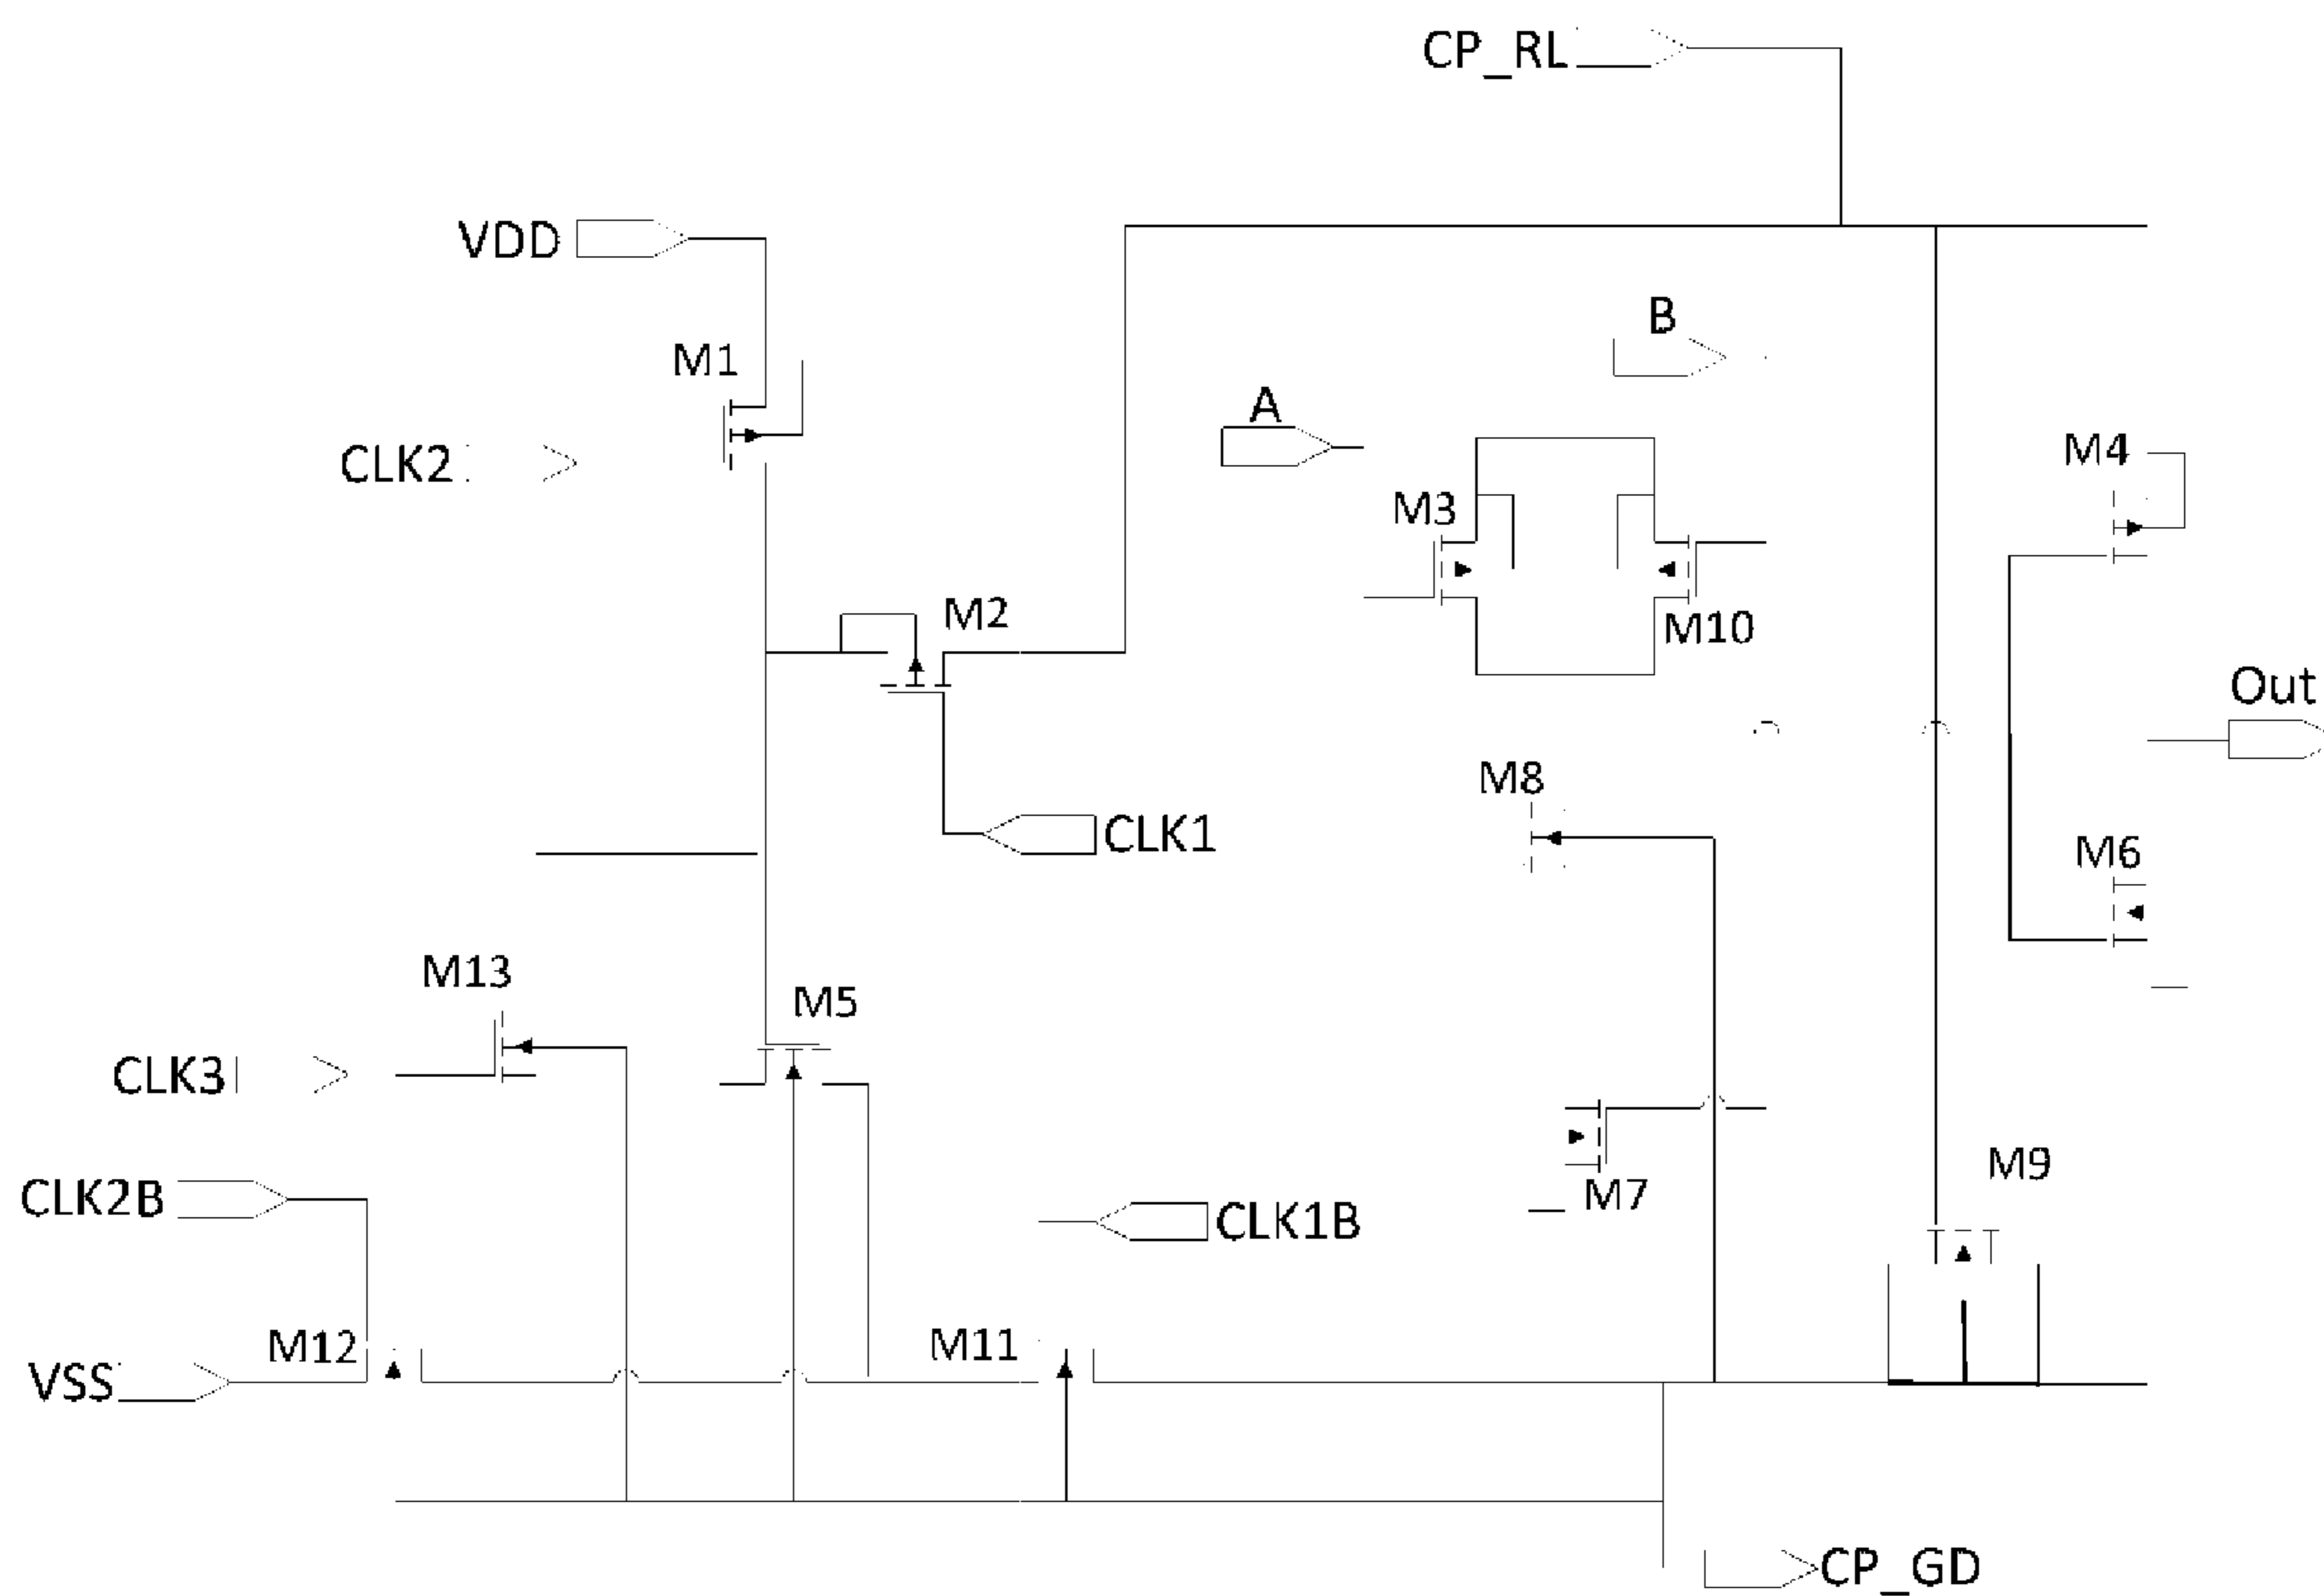 CP_RL
VDD
B
M1
A
CLK2
M4
M3
M2
M10
Out
M8
CLK1
M6
M13
M5
CLK3
M9
CLK2B
M7
CLK1B
M12
M11
VSS
CP_GD